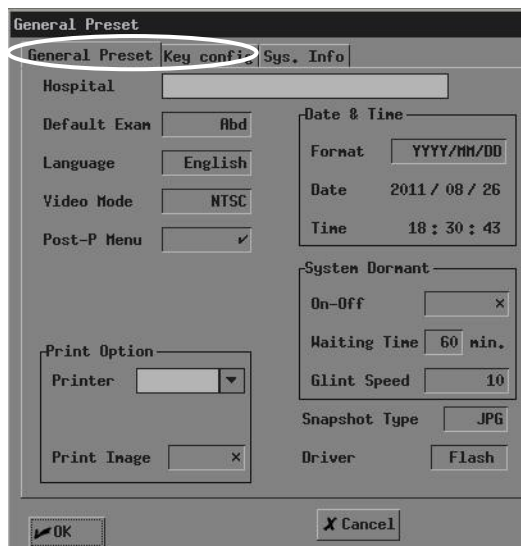 General Preset
General Preset Key config Sys. Info
Hospital
Default Exam Abd
Language English
Video Mode NTSC
Post-P Menu ✔
Date & Time
Format YYYY/MM/DD
Date 2011 / 08 / 26
Time 18 : 30 : 43
System Dormant
On-Off ×
Waiting Time 60 min.
Glint Speed 10
Print Option
Printer
Print Image ×
Snapshot Type JPG
Driver Flash
✔OK
✗ Cancel